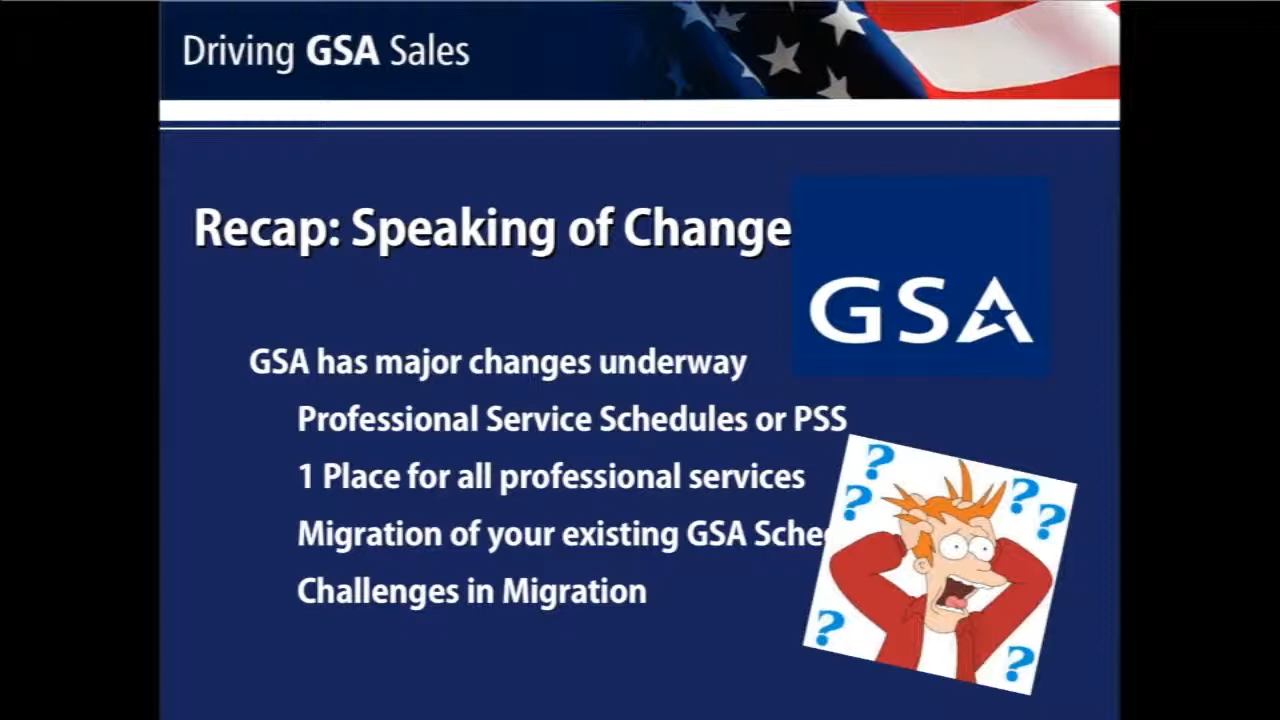 Driving GSA Sales
Recap: Speaking of Change
GSA
GSA has major changes underway
Professional Service Schedules or PSS
1 Place for all professional services
Migration of your existing GSA
Challenges in Migration
? ? ? ?
? ?